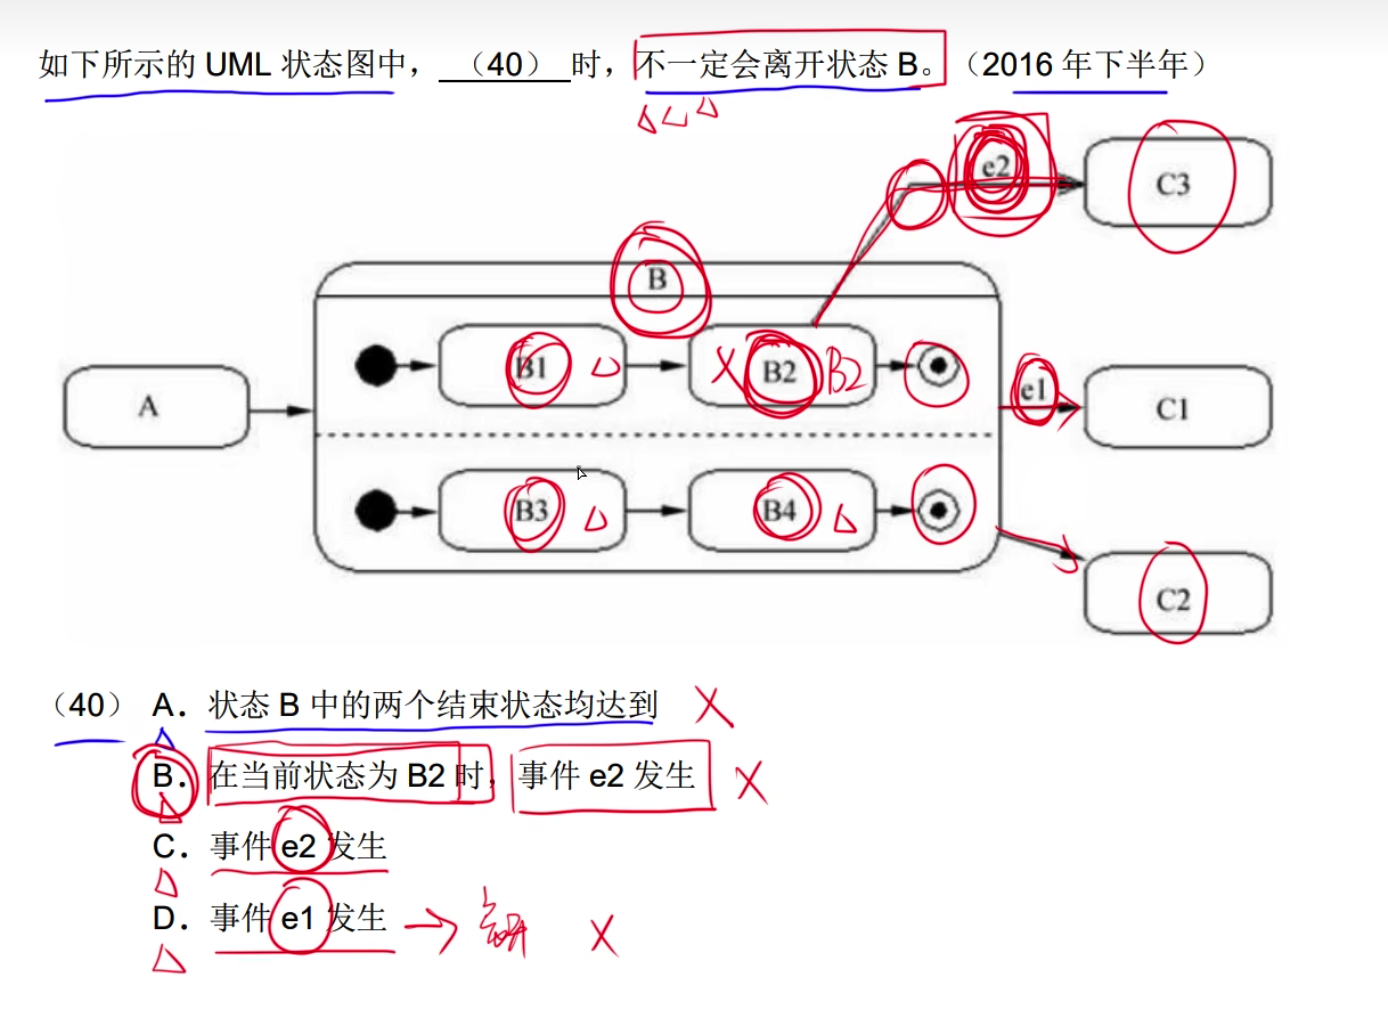 如下所示的 UML 状态图中，（40）时，不一定会离开状态 B。（2016 年下半年）
e2
C3
B
B1
B2 B2
e1
A
C1
B3
B4
C2
（40） A．状态 B 中的两个结束状态均达到
B．在当前状态为 B2 时，事件 e2 发生
C．事件 e2 发生
D．事件 e1 发生